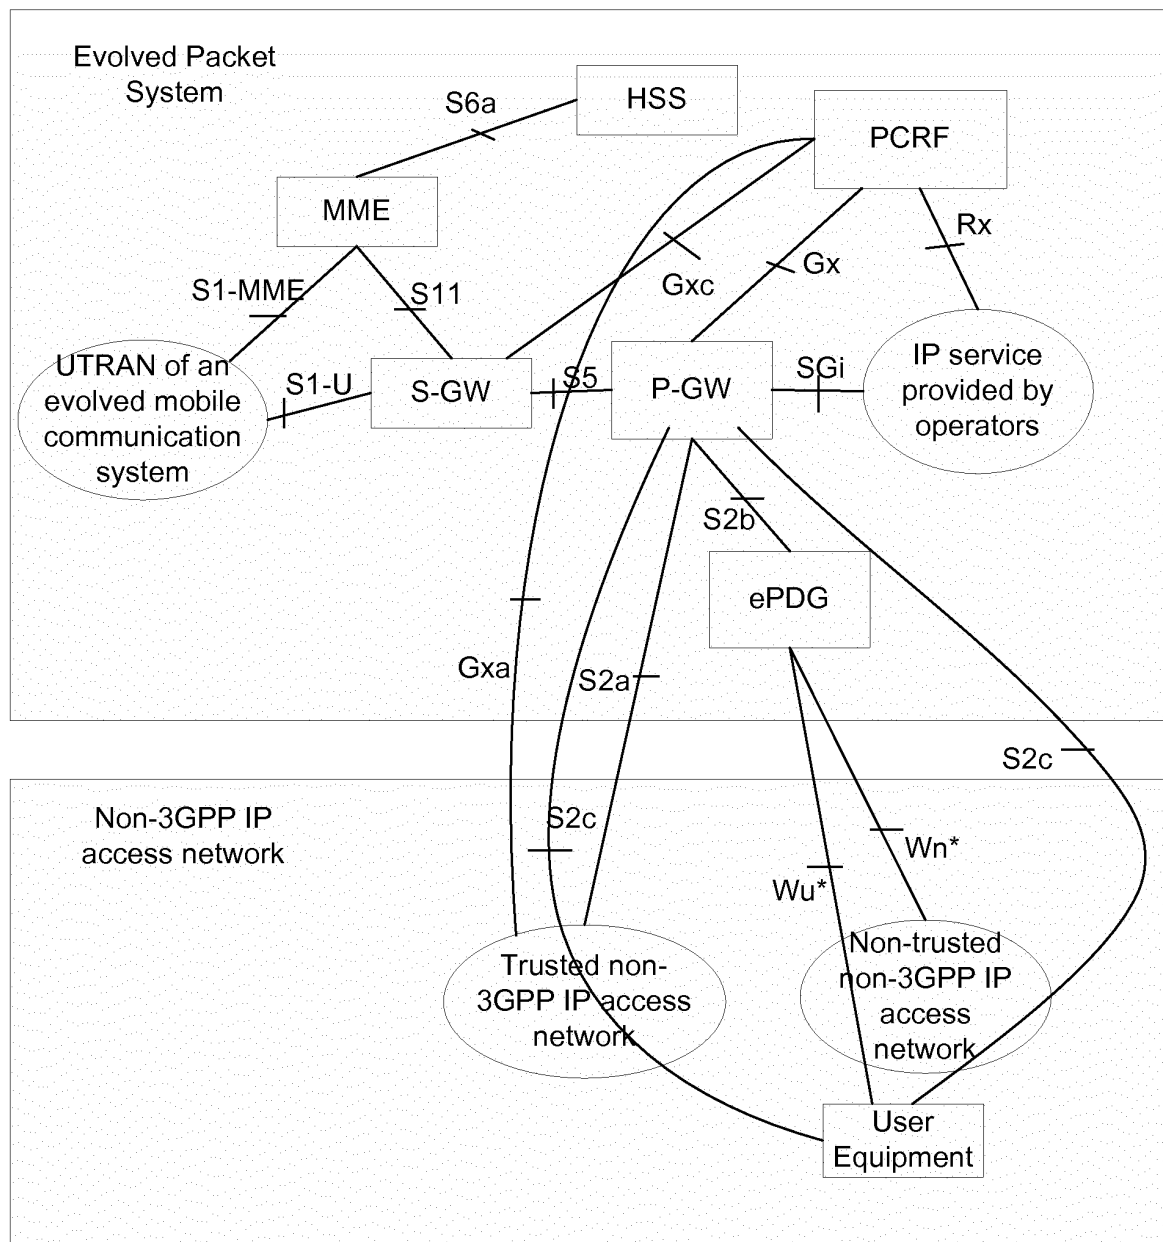 Evolved Packet
System
S6a
HSS
PCRF
MME
Rx
Gx
Gxc
S1-MME
S11
UTRAN of an
evolved mobile
communication
system
S1-U
S-GW
S5
P-GW
SGi
IP service
provided by
operators
S2b
ePDG
Gxa
S2a
S2c
Non-3GPP IP
access network
S2c
Wn*
Wu*
Trusted non-
3GPP IP access
network
Non-trusted
non-3GPP IP
access
network
User
Equipment